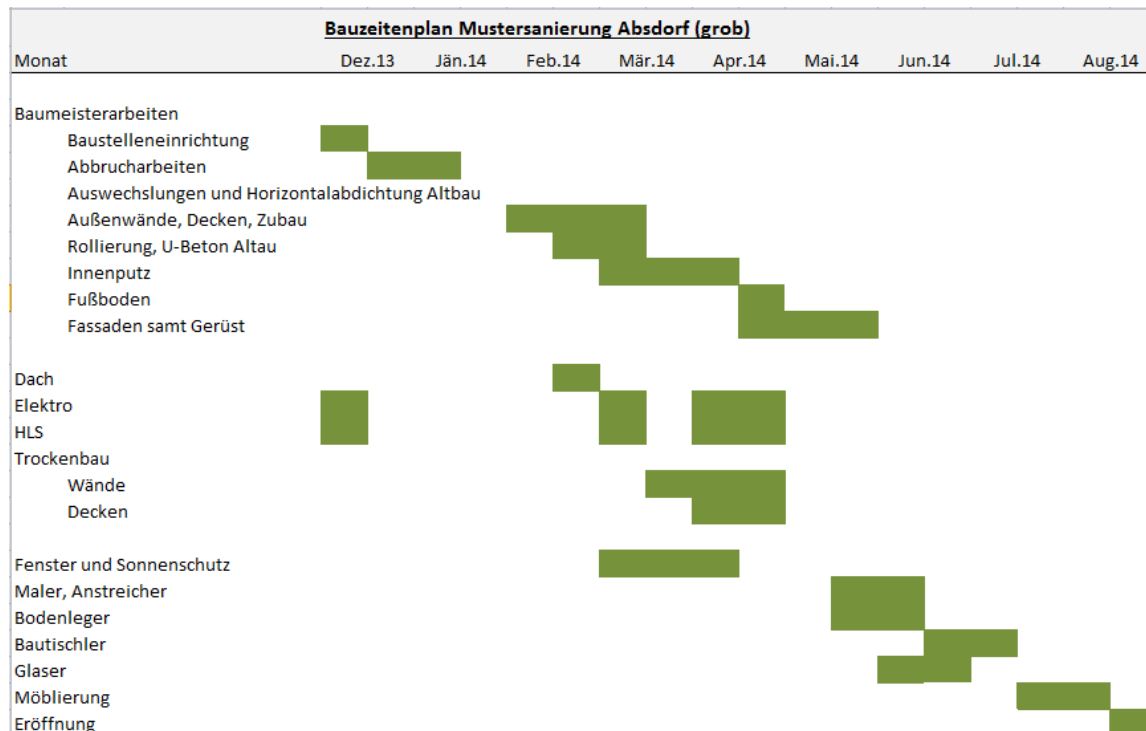 Bauzeitenplan Mustersanierung Absdorf (grob)
Monat Dez.13 Jän.14 Feb.14 Mär.14 Apr.14 Mai.14 Jun.14 Jul.14 Aug.14
Baumeisterarbeiten
Baustelleneinrichtung
Abbrucharbeiten
Auswechslungen und Horizontalabdichtung Altbau
Außenwände, Decken, Zubau
Rollierung, U-Beton Altau
Innenputz
Fußboden
Fassaden samt Gerüst
Dach
Elektro
HLS
Trockenbau
Wände
Decken
Fenster und Sonnenschutz
Maler, Anstreicher
Bodenleger
Bautischler
Glaser
Möblierung
Eröffnung